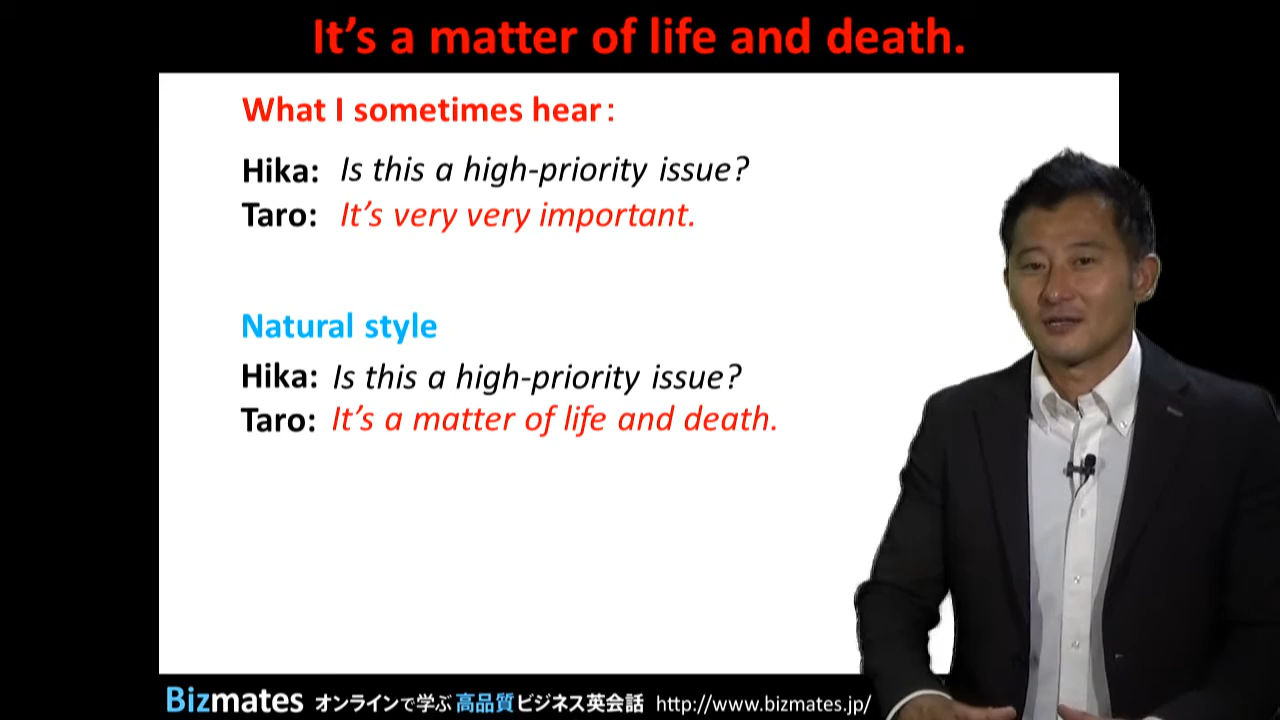 It's a matter of life and death.
What I sometimes hear:
Hika: Is this a high-priority issue?
Taro: It's very very important.
Natural style
Hika: Is this a high-priority issue?
Taro: It's a matter of life and death.
Bizmates オンラインで学ぶ高品質ビジネス英会話 http://www.bizmates.jp/